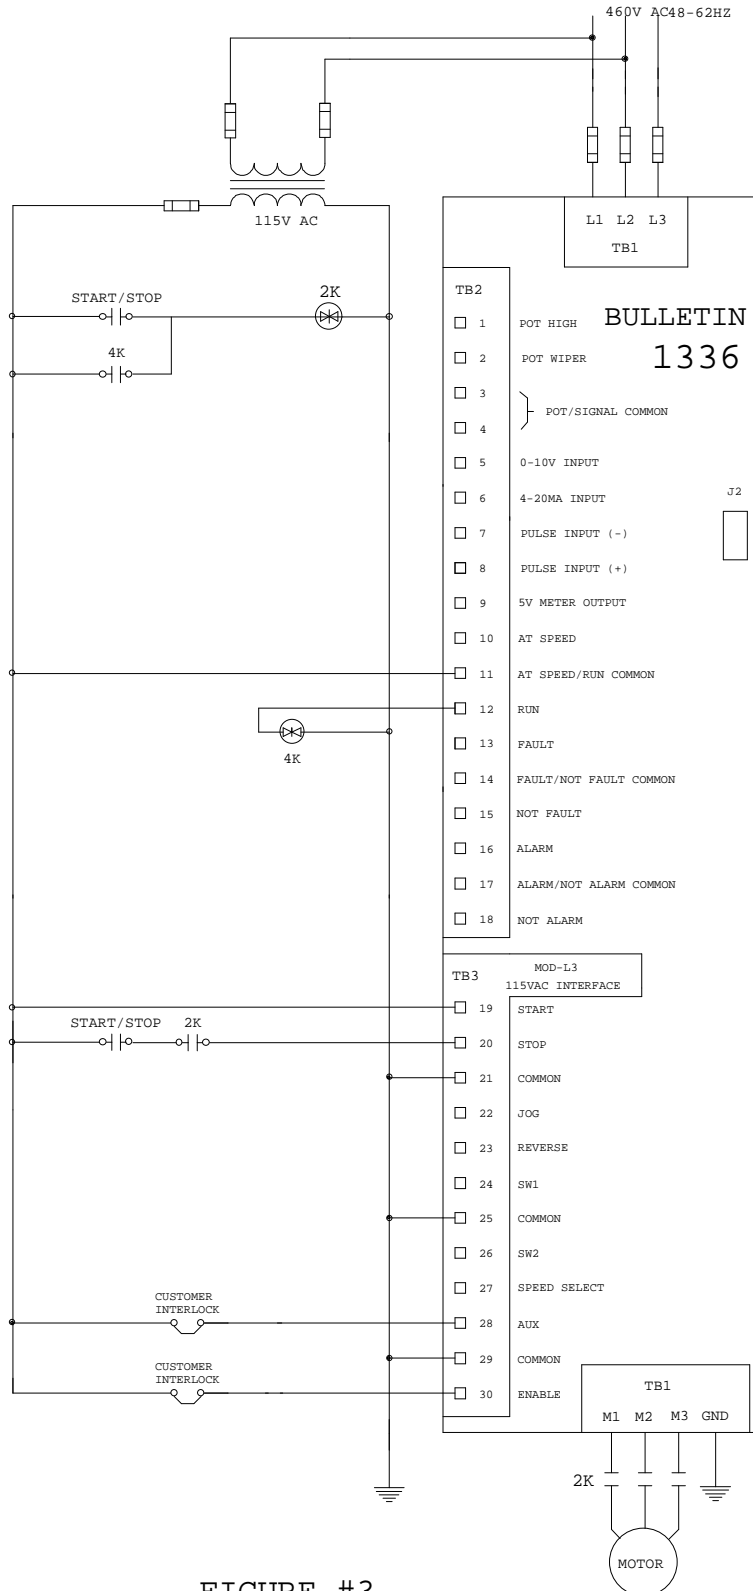 460V AC48-62HZ
115V AC
L1 L2 L3
TB1
START/STOP
2K
4K
TB2
BULLETIN
1336
1 POT HIGH
2 POT WIPER
3
POT/SIGNAL COMMON
4
5 0-10V INPUT
6 4-20MA INPUT
J2
7 PULSE INPUT (-)
8 PULSE INPUT (+)
9 5V METER OUTPUT
10 AT SPEED
11 AT SPEED/RUN COMMON
12 RUN
13 FAULT
4K
14 FAULT/NOT FAULT COMMON
15 NOT FAULT
16 ALARM
17 ALARM/NOT ALARM COMMON
18 NOT ALARM
TB3
MOD-L3
115VAC INTERFACE
19 START
START/STOP 2K
20 STOP
21 COMMON
22 JOG
23 REVERSE
24 SW1
25 COMMON
26 SW2
27 SPEED SELECT
CUSTOMER
INTERLOCK
28 AUX
29 COMMON
CUSTOMER
INTERLOCK
30 ENABLE
TB1
M1 M2 M3 GND
2K
MOTOR
FIGURE #3